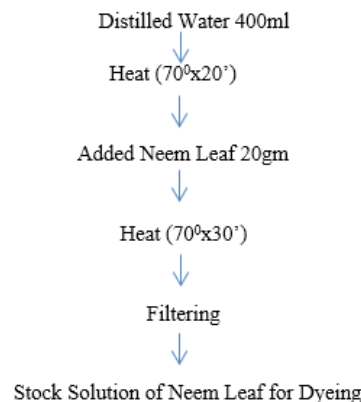 Distilled Water 400ml
Heat (70⁰x20’)
Added Neem Leaf 20gm
Heat (70⁰x30’)
Filtering
Stock Solution of Neem Leaf for Dyeing